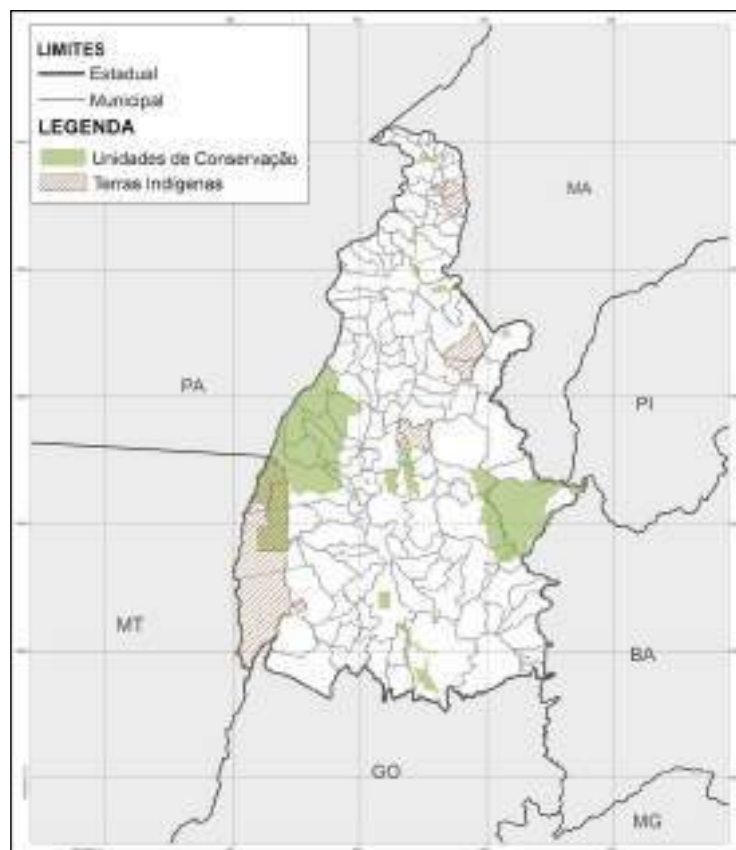 LIMITES
Estadual
Municipal
LEGENDA
Unidades de Conservação
Terras Indígenas
MA
PA
PI
MT
BA
GO
MG